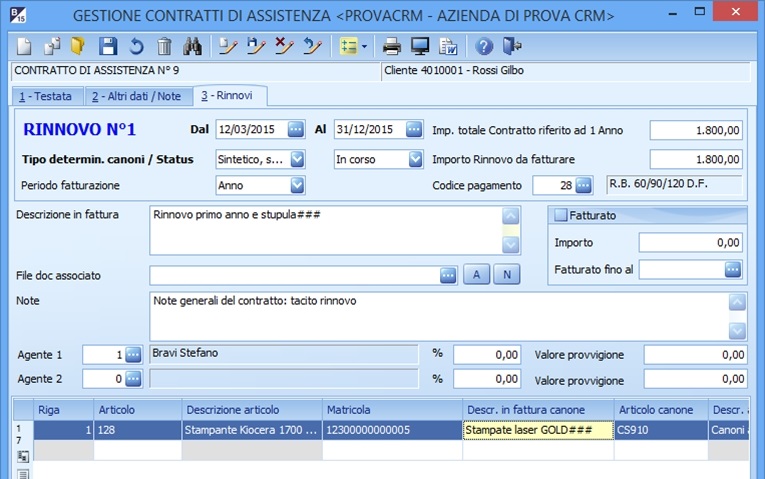 GESTIONE CONTRATTI DI ASSISTENZA <PROVACRM - AZIENDA DI PROVA CRM>
CONTRATTO DI ASSISTENZA N° 9 Cliente 4010001 - Rossi Gilbo
1 - Testata 2 - Altri dati / Note 3 - Rinnovi
RINNOVO N°1 Dal 12/03/2015 Al 31/12/2015 Imp. totale Contratto riferito ad 1 Anno 1.800,00
Tipo determin. canoni / Status Sintetico, s... In corso Importo Rinnovo da fatturare 1.800,00
Periodo fatturazione Anno Codice pagamento 28 R.B. 60/90/120 D.F.
Descrizione in fattura Rinnovo primo anno e stupula### Fatturato
Importo 0,00
Fatturato fino al
File doc associato A N
Note Note generali del contratto: tacito rinnovo
Agente 1 1 Bravi Stefano % 0,00 Valore provvigione 0,00
Agente 2 0 % 0,00 Valore provvigione 0,00
Riga Articolo Descrizione articolo Matricola Descr. in fattura canone Articolo canone Descr.
1 7 1 128 Stampante Kiocera 1700 ... 12300000000005 Stampate laser GOLD### CS910 Canoni